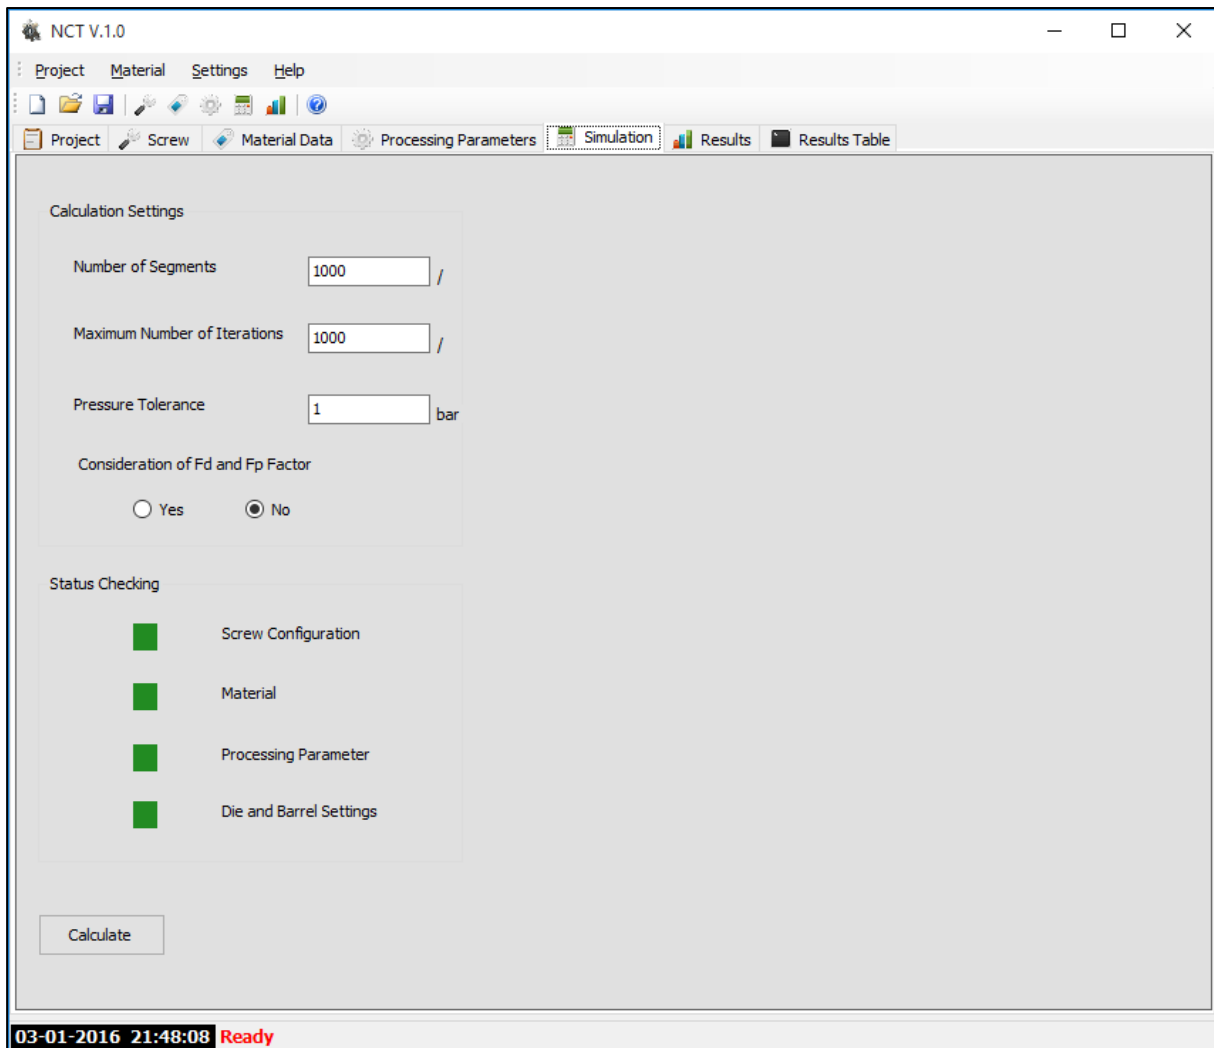 NCT V.1.0
Project Material Settings Help
Project Screw Material Data Processing Parameters Simulation Results Results Table
Calculation Settings
Number of Segments 1000 /
Maximum Number of Iterations 1000 /
Pressure Tolerance 1 bar
Consideration of Fd and Fp Factor
Yes No
Status Checking
Screw Configuration
Material
Processing Parameter
Die and Barrel Settings
Calculate
03-01-2016 21:48:08 Ready